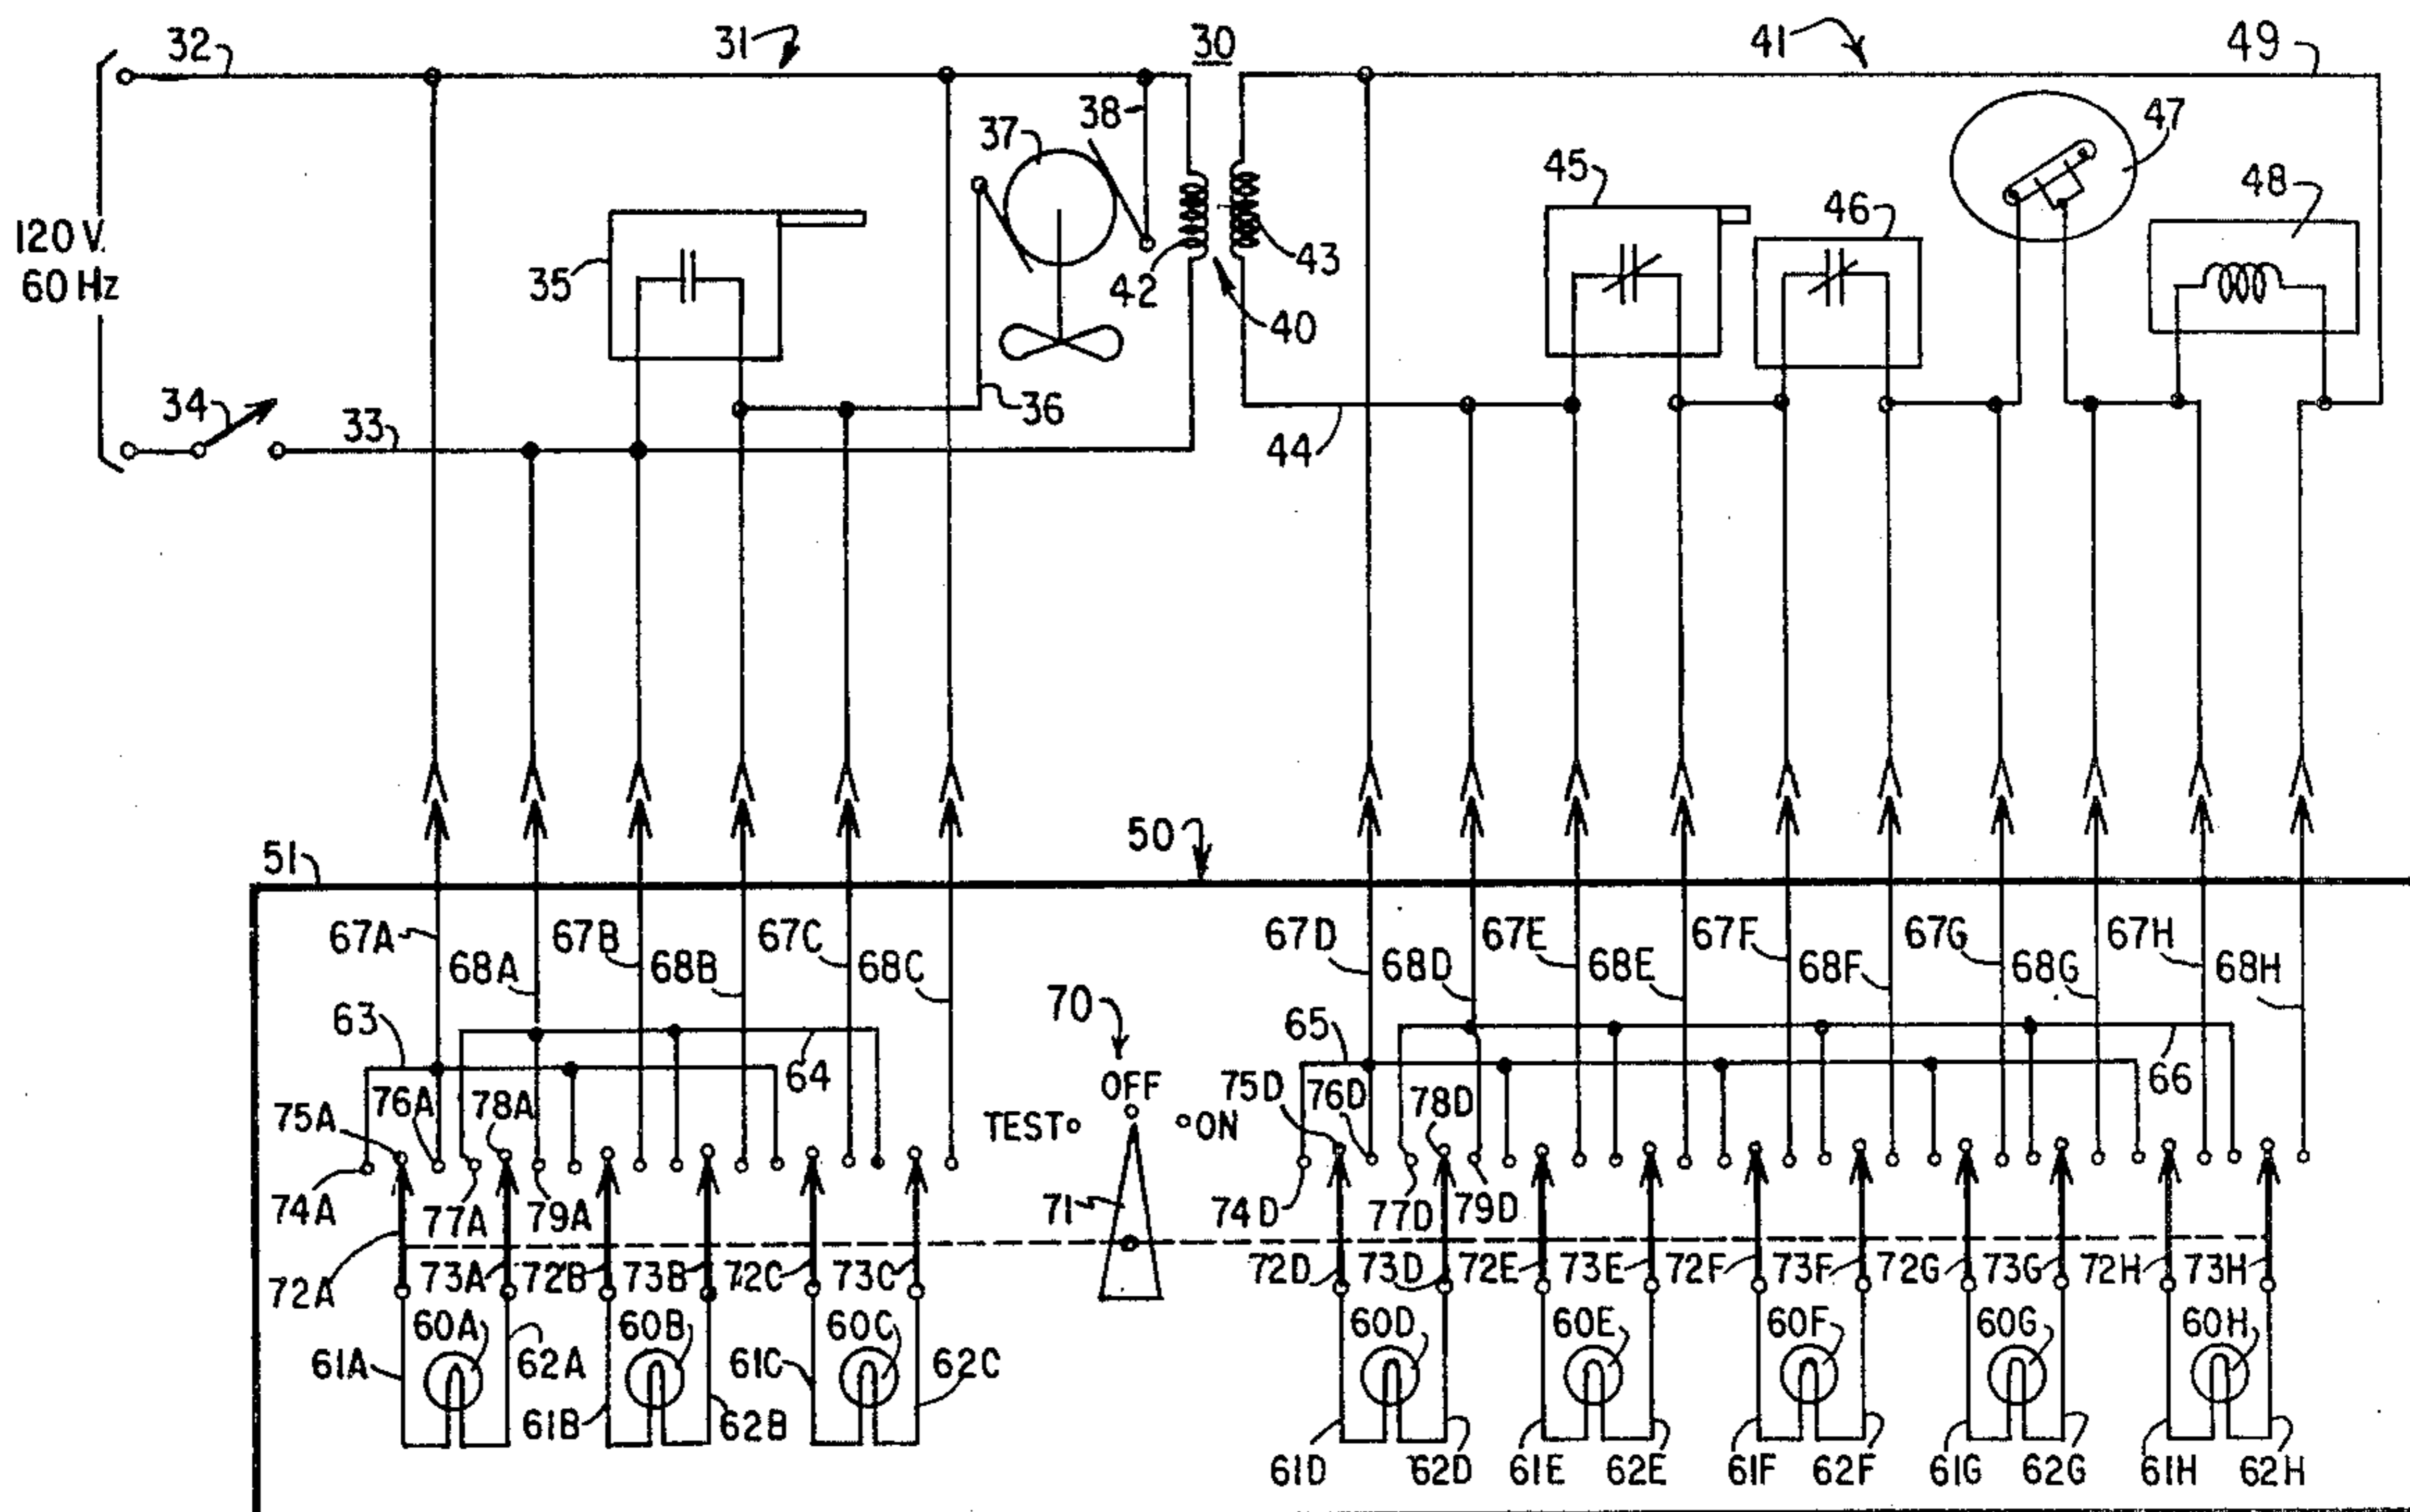 32 31 30 41 49
38
37 47
45 46 48
120 V.
60 Hz
35 42 43
40
34 33 36 44
50
51
67A 67B 67C 67D 67E 67F 67G 67H
68A 68B 68C 68D 68E 68F 68G 68H
63 70 65
64 66
75A 76A 78A OFF 75D 76D 78D
TEST ON
74A 77A 79A 71 74D 77D 79D
72A 73A 72B 73B 72C 73C 72D 73D 72E 73E 72F 73F 72G 73G 72H 73H
60A 60B 60C 60D 60E 60F 60G 60H
61A 62A 61B 62B 61C 62C
61D 62D 61E 62E 61F 62F 61G 62G 61H 62H